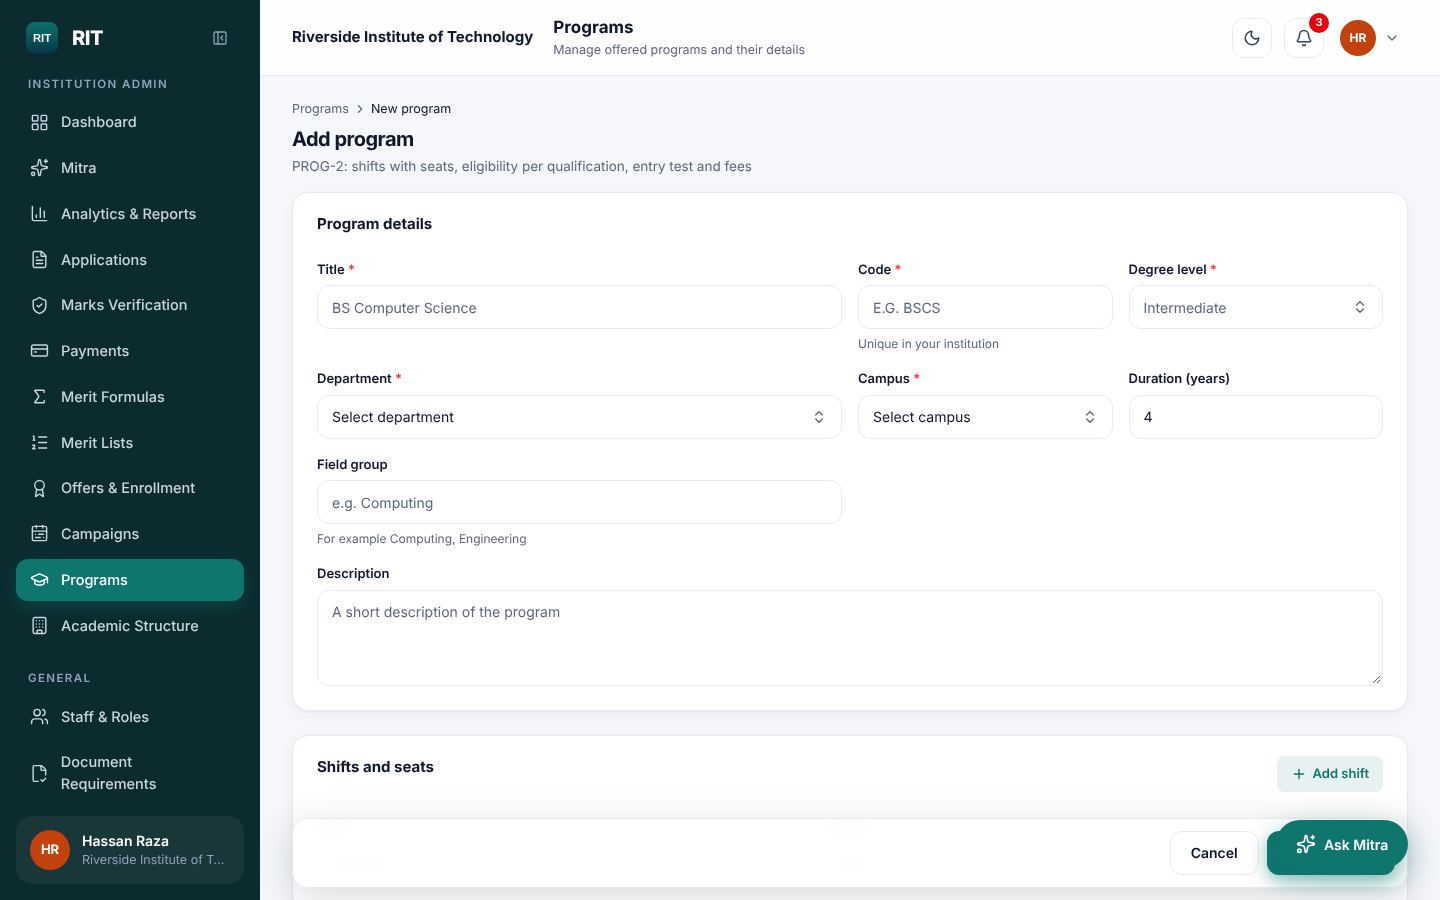 RIT
RIT
INSTITUTION ADMIN
Dashboard
Mitra
Analytics & Reports
Applications
Marks Verification
Payments
Merit Formulas
Merit Lists
Offers & Enrollment
Campaigns
Programs
Academic Structure
GENERAL
Staff & Roles
Document
Requirements
HR
Hassan Raza
Riverside Institute of T...
Riverside Institute of Technology
Programs
Manage offered programs and their details
3
HR
Programs > New program
Add program
PROG-2: shifts with seats, eligibility per qualification, entry test and fees
Program details
Title *
Code *
Degree level *
BS Computer Science
E.G. BSCS
Intermediate
Unique in your institution
Department *
Campus *
Duration (years)
Select department
Select campus
4
Field group
e.g. Computing
For example Computing, Engineering
Description
A short description of the program
Shifts and seats
+ Add shift
Cancel
Ask Mitra